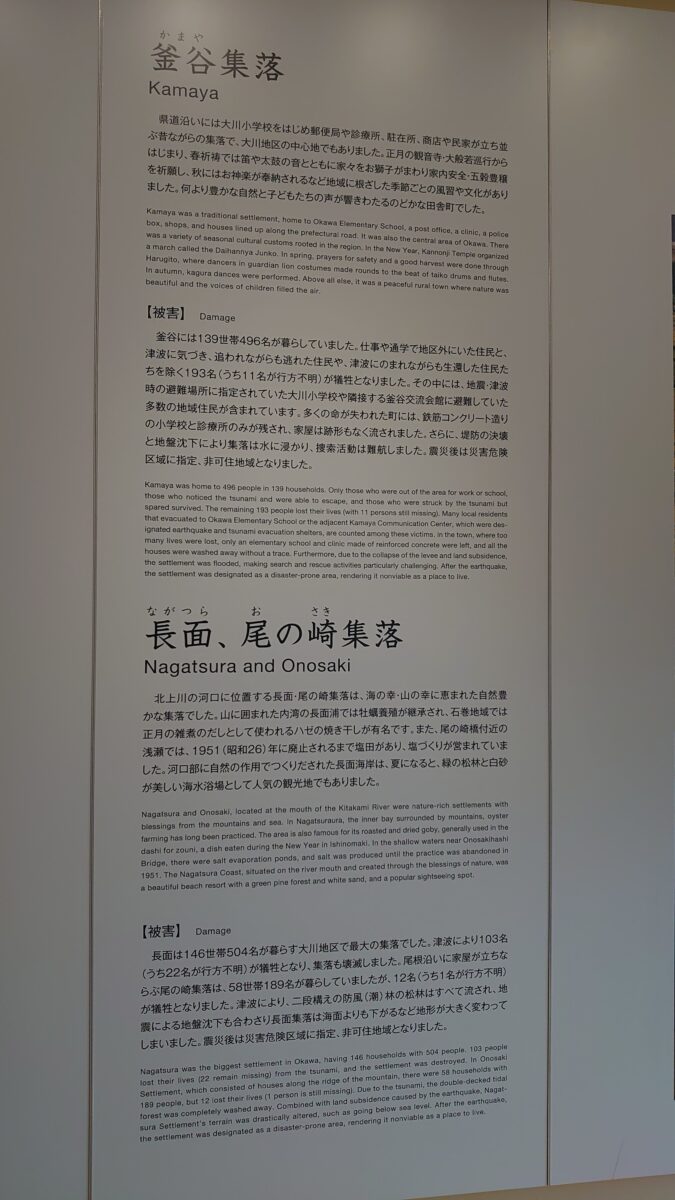 かまや
釜谷集落
Kamaya
県道沿いには大川小学校をはじめ郵便局や診療所、駐在所、商店や民家が立ち並
ぶ昔ながらの集落で、大川地区の中心地でもありました。正月の観音寺・大般若巡行から
はじまり、春祈祷では笛や太鼓の音とともに家々をお獅子がまわり家内安全・五穀豊穣
を祈願し、秋にはお神楽が奉納されるなど地域に根ざした季節ごとの風習や文化があり
ました。何より豊かな自然と子どもたちの声が響きわたるのどかな田舎町でした。
Kamaya was a traditional settlement, home to Okawa Elementary School, a post office, a clinic, a police
box, shops, and houses lined up along the prefectural road. It was also the central area of Okawa. There
was a variety of seasonal cultural customs rooted in the region. In the New Year, Kannonji Temple organized
a march called the Daihannya Junko. In spring, prayers for safety and a good harvest were done through
Harugito, where dancers in guardian lion costumes made rounds to the beat of taiko drums and flutes.
In autumn, kagura dances were performed. Above all else, it was a peaceful rural town where nature was
beautiful and the voices of children filled the air.
【被害】 Damage
釜谷には139世帯496名が暮らしていました。仕事や通学で地区外にいた住民と、
津波に気づき、追われながらも逃れた住民や、津波にのまれながらも生還した住民た
ちを除く193名（うち11名が行方不明）が犠牲となりました。その中には、地震・津波
時の避難場所に指定されていた大川小学校や隣接する釜谷交流会館に避難していた
多数の地域住民が含まれています。多くの命が失われた町には、鉄筋コンクリート造り
の小学校と診療所のみが残され、家屋は跡形もなく流されました。さらに、堤防の決壊
と地盤沈下により集落は水に浸かり、捜索活動は難航しました。震災後は災害危険
区域に指定、非可住地域となりました。
Kamaya was home to 496 people in 139 households. Only those who were out of the area for work or school,
those who noticed the tsunami and were able to escape, and those who were struck by the tsunami but
spared survived. The remaining 193 people lost their lives (with 11 persons still missing). Many local residents
that evacuated to Okawa Elementary School or the adjacent Kamaya Communication Center, which were des-
ignated earthquake and tsunami evacuation shelters, are counted among these victims. in the town, where too
many lives were lost, only an elementary school and clinic made of reinforced concrete were left, and all the
houses were washed away without a trace. Furthermore, due to the collapse of the levee and land subsidence,
the settlement was flooded, making search and rescue activities particularly challenging. After the earthquake,
the settlement was designated as a disaster-prone area, rendering it nonviable as a place to live.
ながつら お さき
長面、尾の崎集落
Nagatsura and Onosaki
北上川の河口に位置する長面・尾の崎集落は、海の幸・山の幸に恵まれた自然豊
かな集落でした。山に囲まれた内湾の長面浦では牡蠣養殖が継承され、石巻地域では
正月の雑煮のだしとして使われるハゼの焼き干しが有名です。また、尾の崎橋付近の
浅瀬では、1951（昭和26）年に廃止されるまで塩田があり、塩づくりが営まれていま
した。河口部に自然の作用でつくりだされた長面海岸は、夏になると、緑の松林と白砂
が美しい海水浴場として人気の観光地でもありました。
Nagatsura and Onosaki, located at the mouth of the Kitakami River were nature-rich settlements with
blessings from the mountains and sea. In Nagatsuraura, the inner bay surrounded by mountains, oyster
farming has long been practiced. The area is also famous for its roasted and dried goby, generally used in the
dashi for zouni, a dish eaten during the New Year in Ishinomaki. In the shallow waters near Onosakihashi
Bridge, there were salt evaporation ponds, and salt was produced until the practice was abandoned in
1951. The Nagatsura Coast, situated on the river mouth and created through the blessings of nature, was
a beautiful beach resort with a green pine forest and white sand, and a popular sightseeing spot.
【被害】 Damage
長面は146世帯504名が暮らす大川地区で最大の集落でした。津波により103名
（うち22名が行方不明）が犠牲となり、集落も壊滅しました。尾根沿いに家屋が立ちな
らぶ尾の崎集落は、58世帯189名が暮らしていましたが、12名（うち1名が行方不明）
が犠牲となりました。津波により、二段構えの防風（潮）林の松林はすべて流され、地
震による地盤沈下も合わさり長面集落は海面よりも下がるなど地形が大きく変わって
しまいました。震災後は災害危険区域に指定、非可住地域となりました。
Nagatsura was the biggest settlement in Okawa, having 146 households with 504 people. 103 people
lost their lives (22 remain missing) from the tsunami, and the settlement was destroyed. In Onosaki
Settlement, which consisted of houses along the ridge of the mountain, there were 58 households with
189 people, but 12 lost their lives (1 person is still missing). Due to the tsunami, the double-decked tidal
forest was completely washed away. Combined with land subsidence caused by the earthquake, Nagat-
sura Settlement's terrain was drastically altered, such as going below sea level. After the earthquake,
the settlement was designated as a disaster-prone area, rendering it nonviable as a place to live.